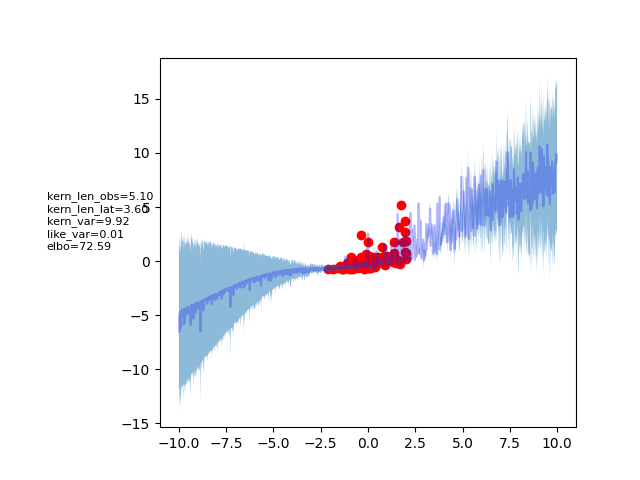 15
10
5
0
−5
−10
−15
kern_len_obs=5.10
kern_len_lat=3.60
kern_var=9.92
like_var=0.01
elbo=72.59
−10.0 −7.5 −5.0 −2.5 0.0 2.5 5.0 7.5 10.0